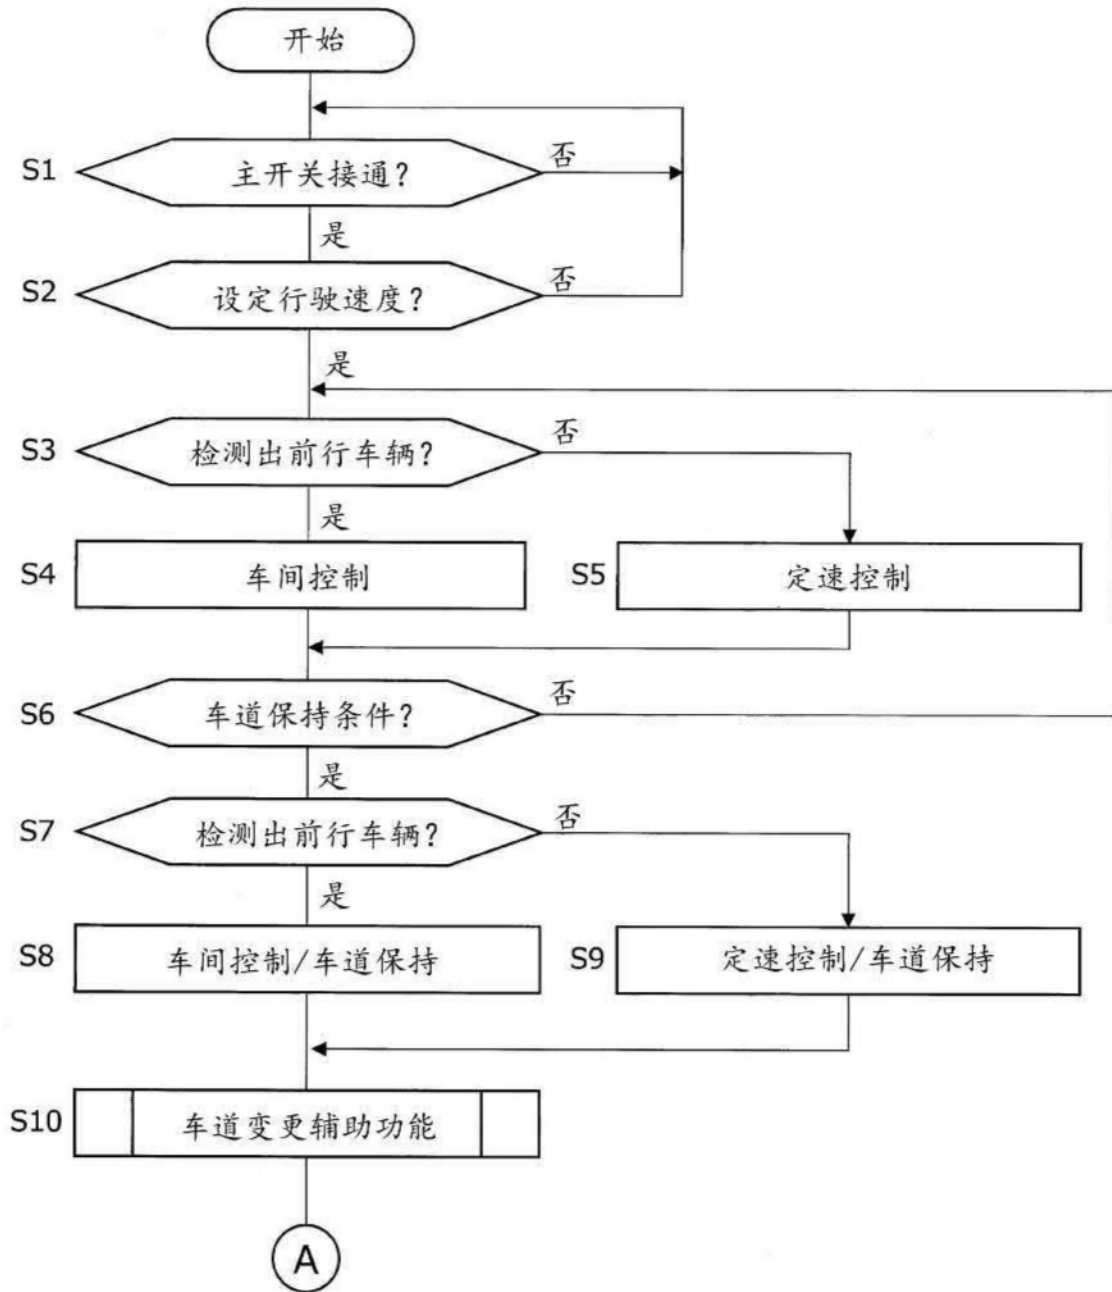 开始
S1 主开关接通? 否
是
S2 设定行驶速度? 否
是
S3 检测出前行车辆? 否
是
S4 车间控制 S5 定速控制
S6 车道保持条件? 否
是
S7 检测出前行车辆? 否
是
S8 车间控制/车道保持 S9 定速控制/车道保持
S10 车道变更辅助功能
A